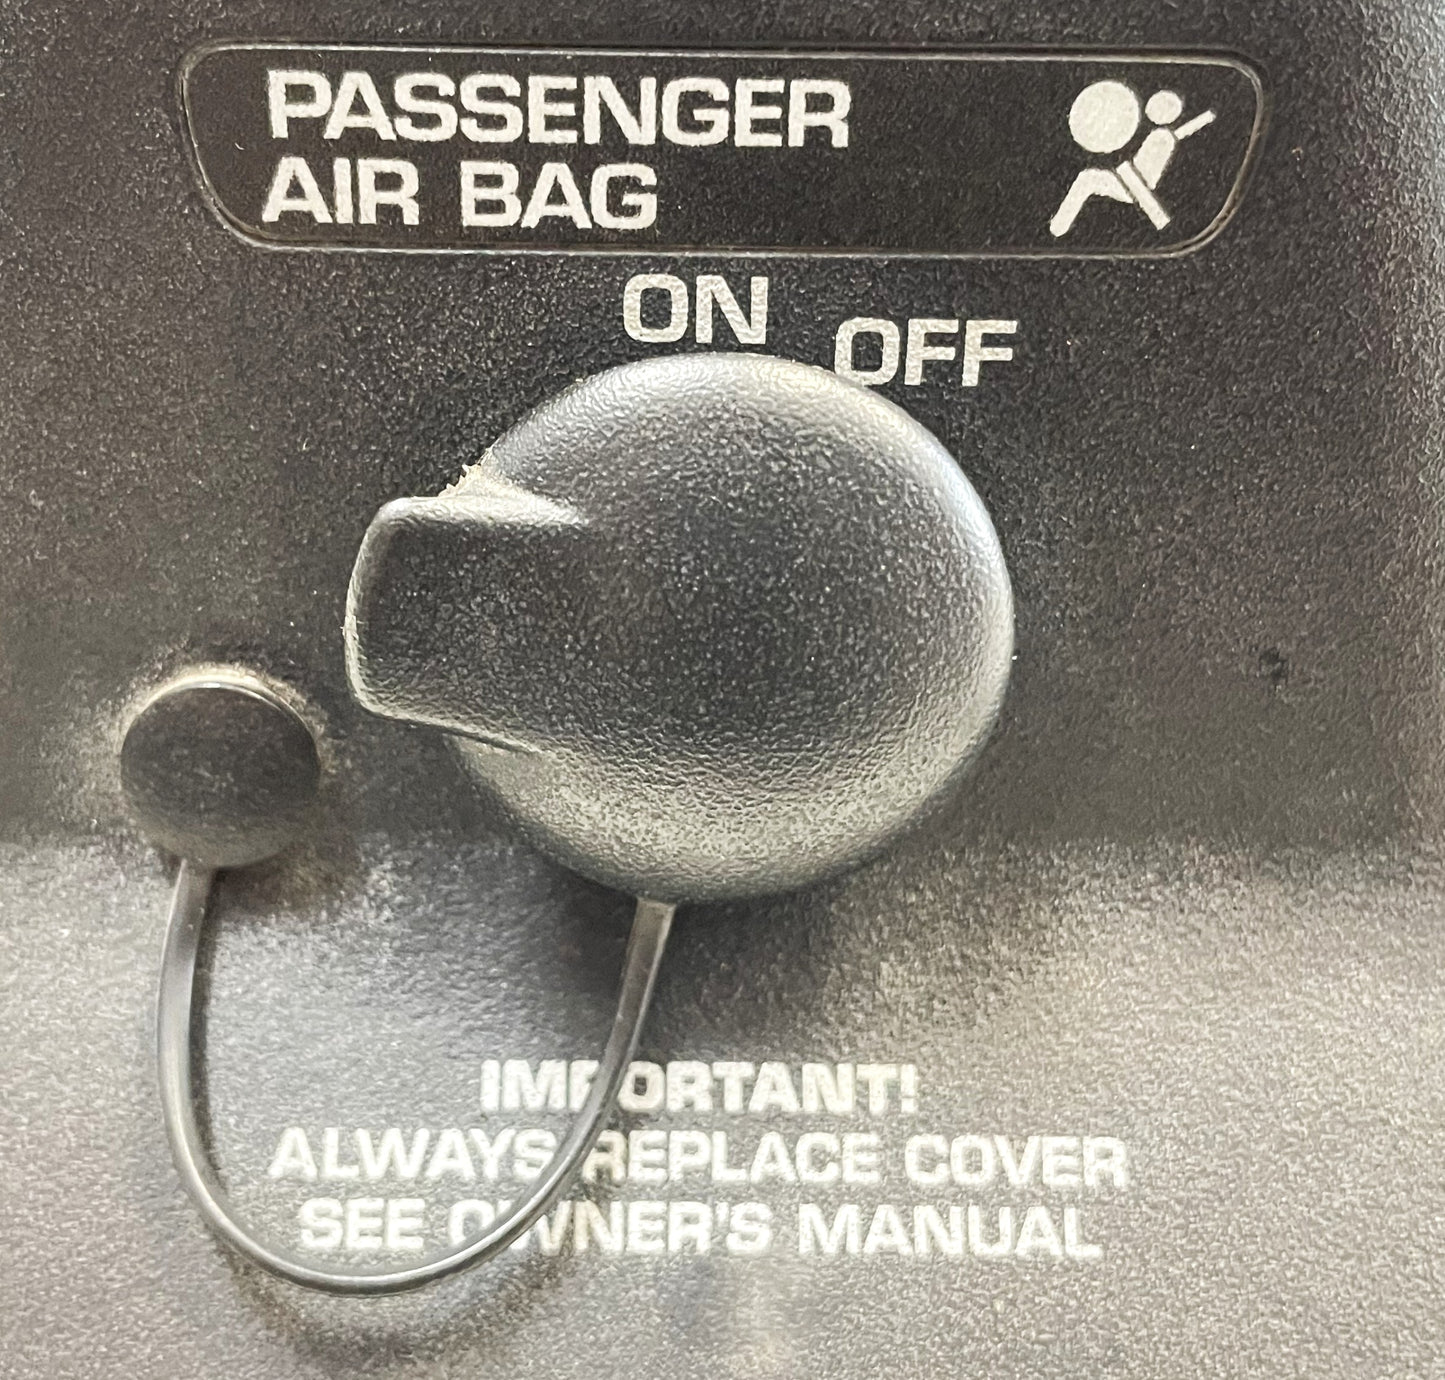 PASSENGER
AIR BAG
ON OFF
IMPORTANT!
ALWAYS REPLACE COVER
SEE OWNER'S MANUAL